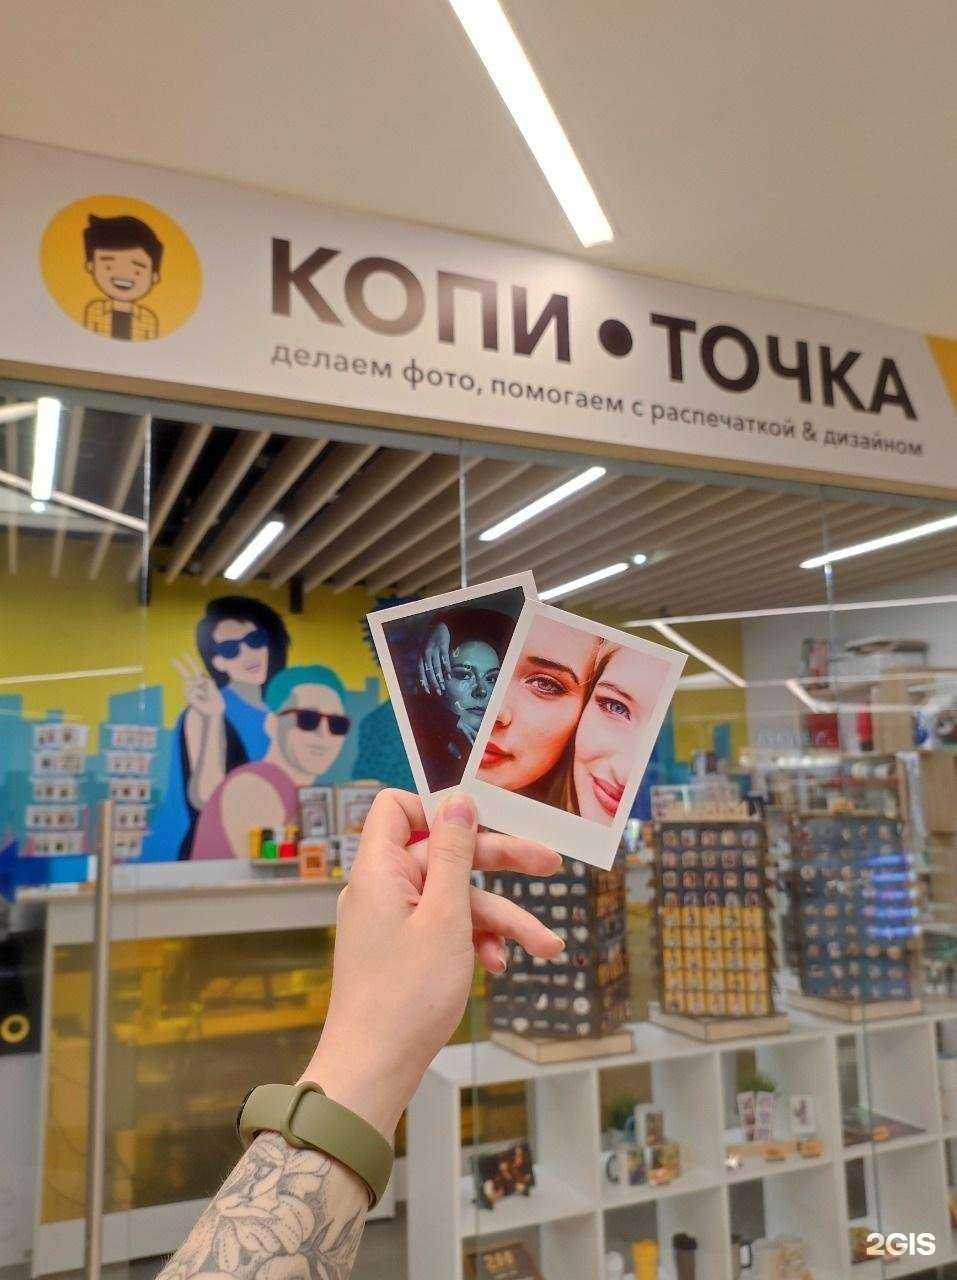 КОПИ • ТОЧКА
делаем фото, помогаем с распечаткой & дизайном
2GIS